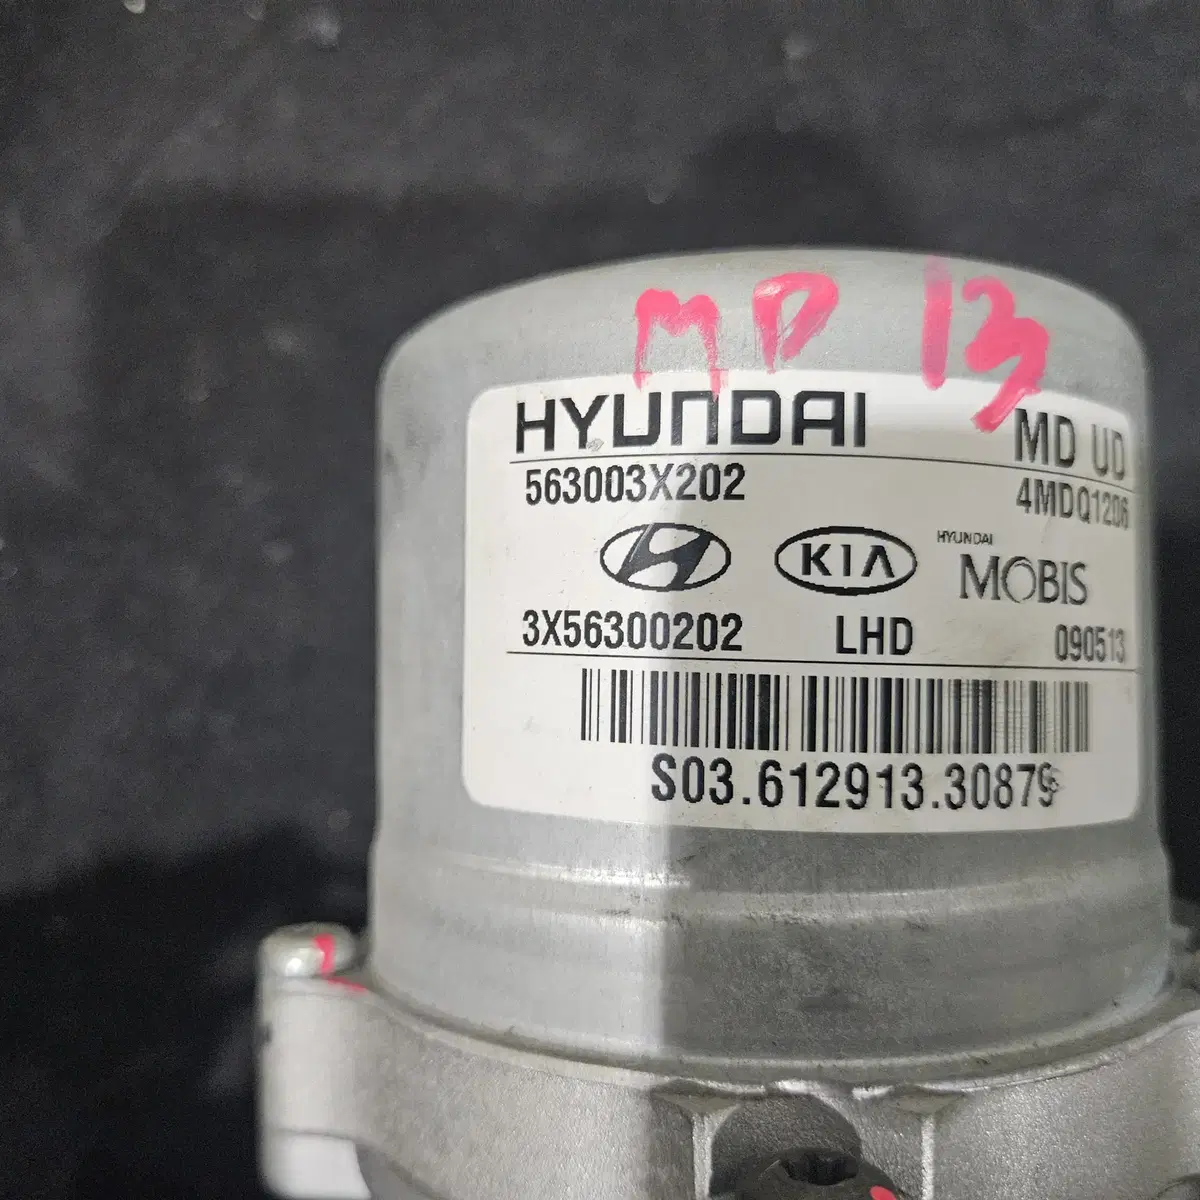 MD 13
HYUNDAI MD UD
563003X202 4MDQ1206
KIA HYUNDAI MOBIS
3X56300202 LHD 090513
S03.612913.30879